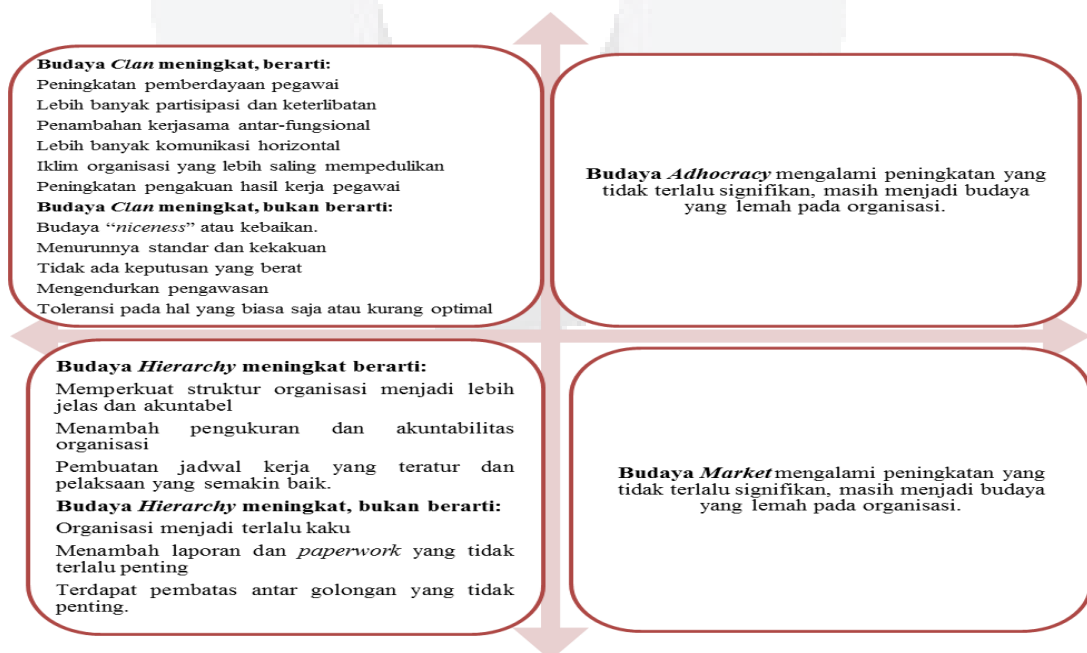 Budaya Clan meningkat, berarti:
Peningkatan pemberdayaan pegawai
Lebih banyak partisipasi dan keterlibatan
Penambahan kerjasama antar-fungsional
Lebih banyak komunikasi horizontal
Iklim organisasi yang lebih saling mempedulikan
Peningkatan pengakuan hasil kerja pegawai
Budaya Clan meningkat, bukan berarti:
Budaya “niceness” atau kebaikan.
Menurunnya standar dan kekakuan
Tidak ada keputusan yang berat
Mengendurkan pengawasan
Toleransi pada hal yang biasa saja atau kurang optimal
Budaya Adhocracy mengalami peningkatan yang
tidak terlalu signifikan, masih menjadi budaya
yang lemah pada organisasi.
Budaya Hierarchy meningkat berarti:
Memperkuat struktur organisasi menjadi lebih
jelas dan akuntabel
Menambah pengukuran dan akuntabilitas
organisasi
Pembuatan jadwal kerja yang teratur dan
pelaksaan yang semakin baik.
Budaya Hierarchy meningkat, bukan berarti:
Organisasi menjadi terlalu kaku
Menambah laporan dan paperwork yang tidak
terlalu penting
Terdapat pembatas antar golongan yang tidak
penting.
Budaya Market mengalami peningkatan yang
tidak terlalu signifikan, masih menjadi budaya
yang lemah pada organisasi.